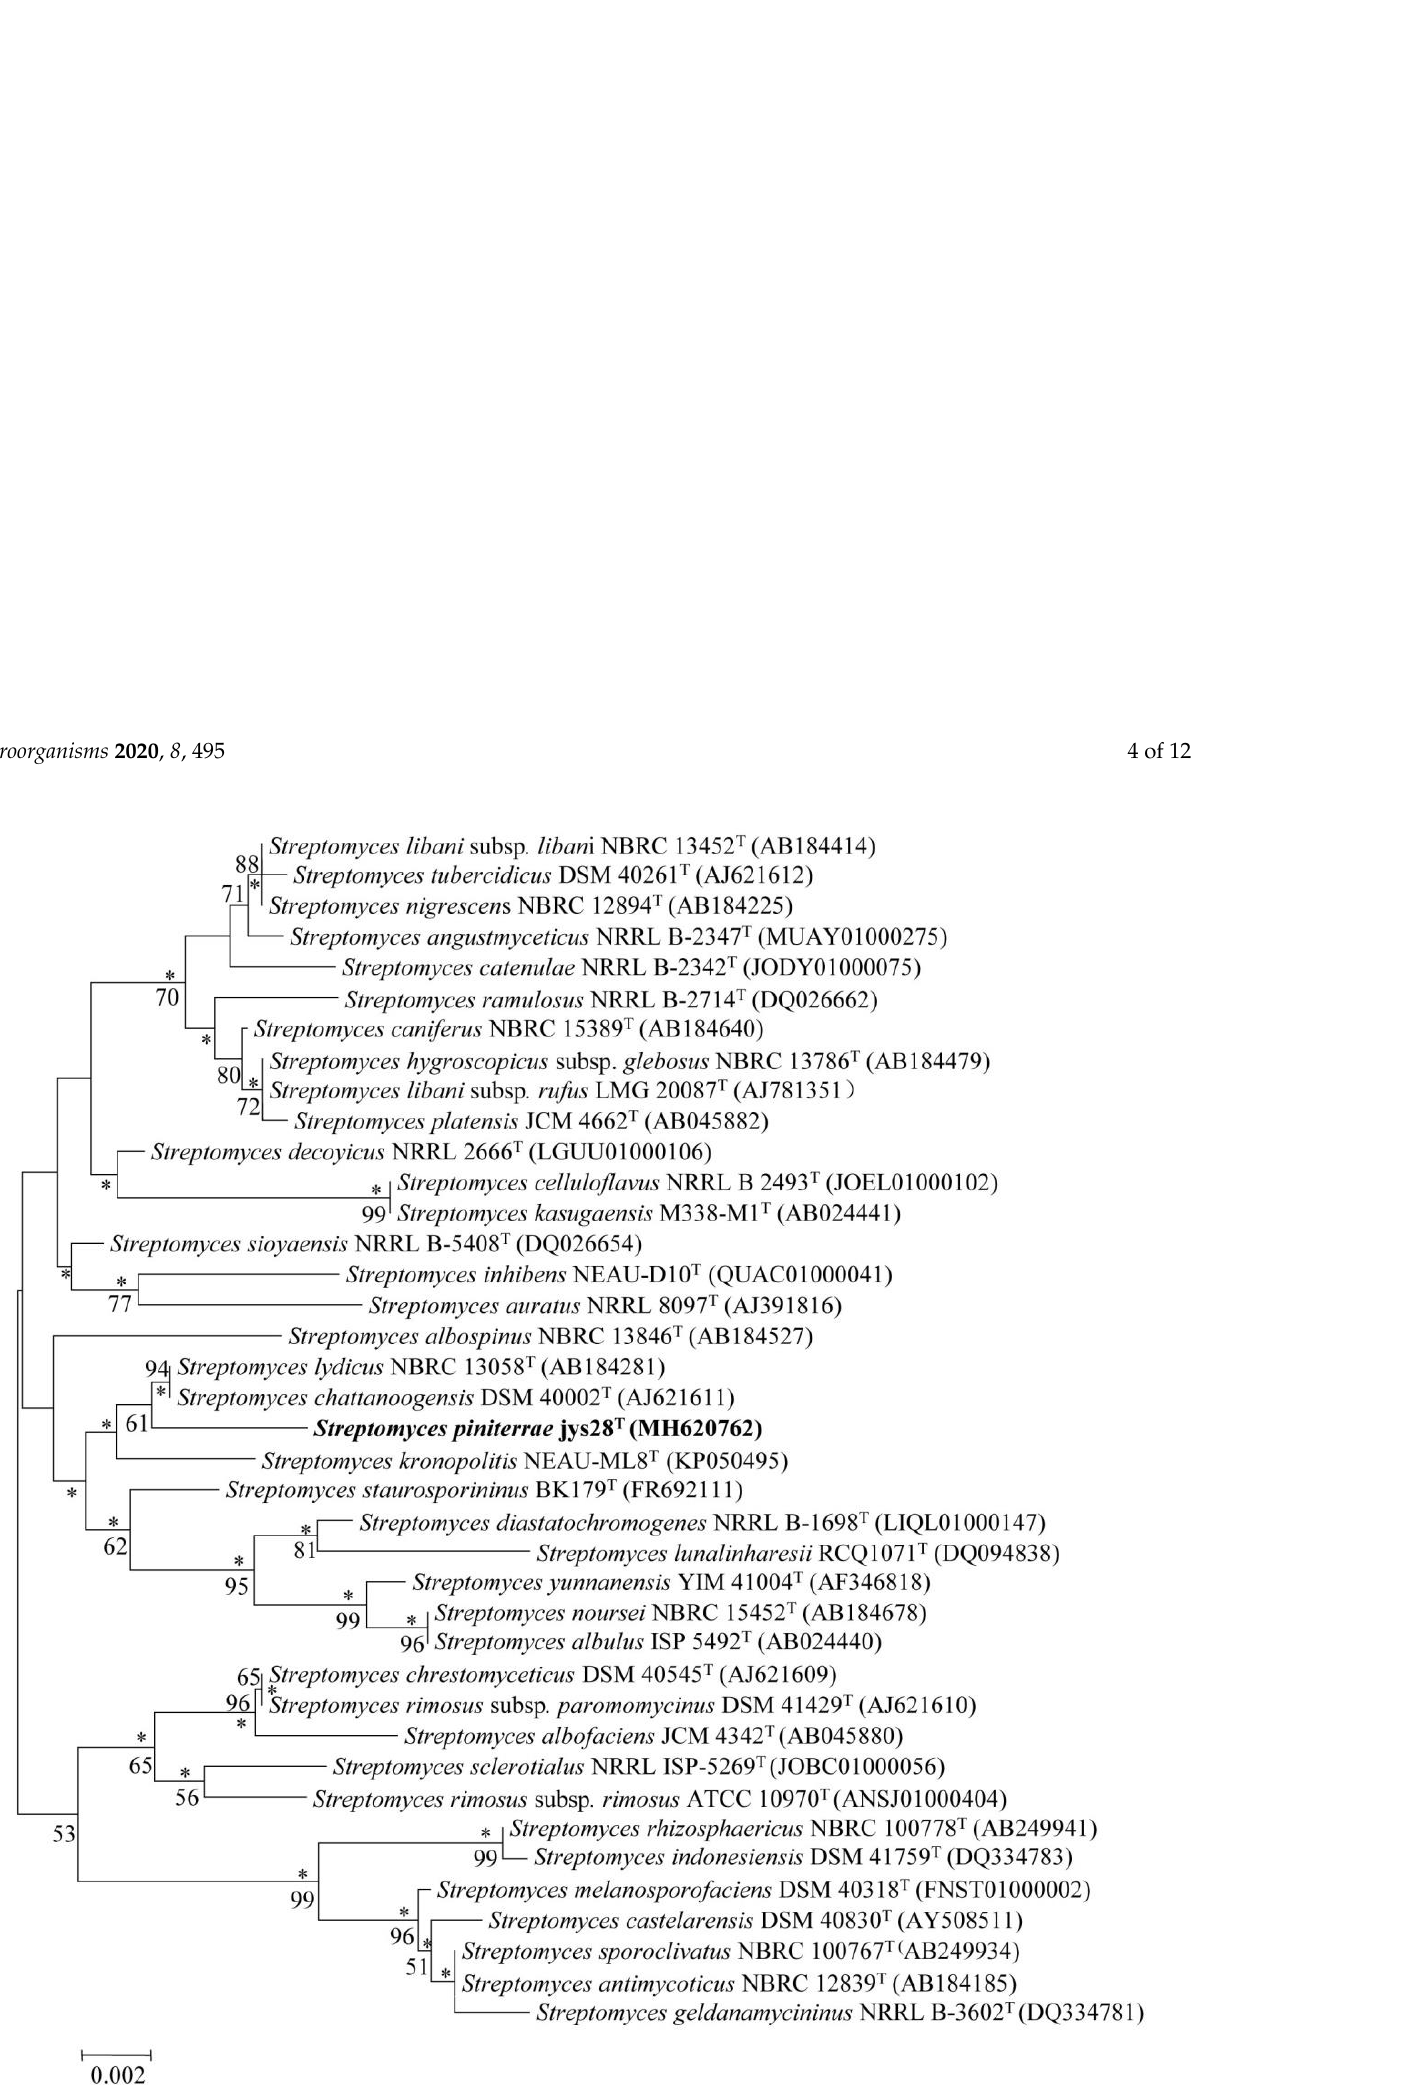 roorganisms 2020, 8, 495 4 of 12
Streptomyces libani subsp. libani NBRC 13452T (AB184414)
88
Streptomyces tubercidicus DSM 40261T (AJ621612)
*
71
Streptomyces nigrescens NBRC 12894T (AB184225)
Streptomyces angustmyceticus NRRL B-2347T (MUAY01000275)
Streptomyces catenulae NRRL B-2342T (JODY01000075)
*
70
Streptomyces ramulosus NRRL B-2714T (DQ026662)
Streptomyces caniferus NBRC 15389T (AB184640)
*
Streptomyces hygroscopicus subsp. glebosus NBRC 13786T (AB184479)
80 *
Streptomyces libani subsp. rufus LMG 20087T (AJ781351)
72
Streptomyces platensis JCM 4662T (AB045882)
Streptomyces decoyicus NRRL 2666T (LGUU01000106)
*
Streptomyces celluloflavus NRRL B 2493T (JOEL01000102)
*
99
Streptomyces kasugaensis M338-M1T (AB024441)
Streptomyces sioyaensis NRRL B-5408T (DQ026654)
*
Streptomyces inhibens NEAU-D10T (QUAC01000041)
*
77
Streptomyces auratus NRRL 8097T (AJ391816)
Streptomyces albospinus NBRC 13846T (AB184527)
94
Streptomyces lydicus NBRC 13058T (AB184281)
*
Streptomyces chattanoogensis DSM 40002T (AJ621611)
* 61
Streptomyces piniterrae jys28T (MH620762)
Streptomyces kronopolitis NEAU-ML8T (KP050495)
*
Streptomyces staurosporininus BK179T (FR692111)
*
62
Streptomyces diastatochromogenes NRRL B-1698T (LIQL01000147)
*
81
Streptomyces lunalinharesii RCQ1071T (DQ094838)
*
95
Streptomyces yunnanensis YIM 41004T (AF346818)
*
99
Streptomyces noursei NBRC 15452T (AB184678)
*
96
Streptomyces albulus ISP 5492T (AB024440)
65
Streptomyces chrestomyceticus DSM 40545T (AJ621609)
*
96
Streptomyces rimosus subsp. paromomycinus DSM 41429T (AJ621610)
*
Streptomyces albofaciens JCM 4342T (AB045880)
*
65
Streptomyces sclerotialus NRRL ISP-5269T (JOBC01000056)
*
56
Streptomyces rimosus subsp. rimosus ATCC 10970T (ANSJ01000404)
53
Streptomyces rhizosphaericus NBRC 100778T (AB249941)
*
99
Streptomyces indonesiensis DSM 41759T (DQ334783)
*
99
Streptomyces melanosporofaciens DSM 40318T (FNST01000002)
*
96
Streptomyces castelarensis DSM 40830T (AY508511)
*
51
Streptomyces sporoclivatus NBRC 100767T (AB249934)
*
Streptomyces antimycoticus NBRC 12839T (AB184185)
Streptomyces geldanamycininus NRRL B-3602T (DQ334781)
0.002